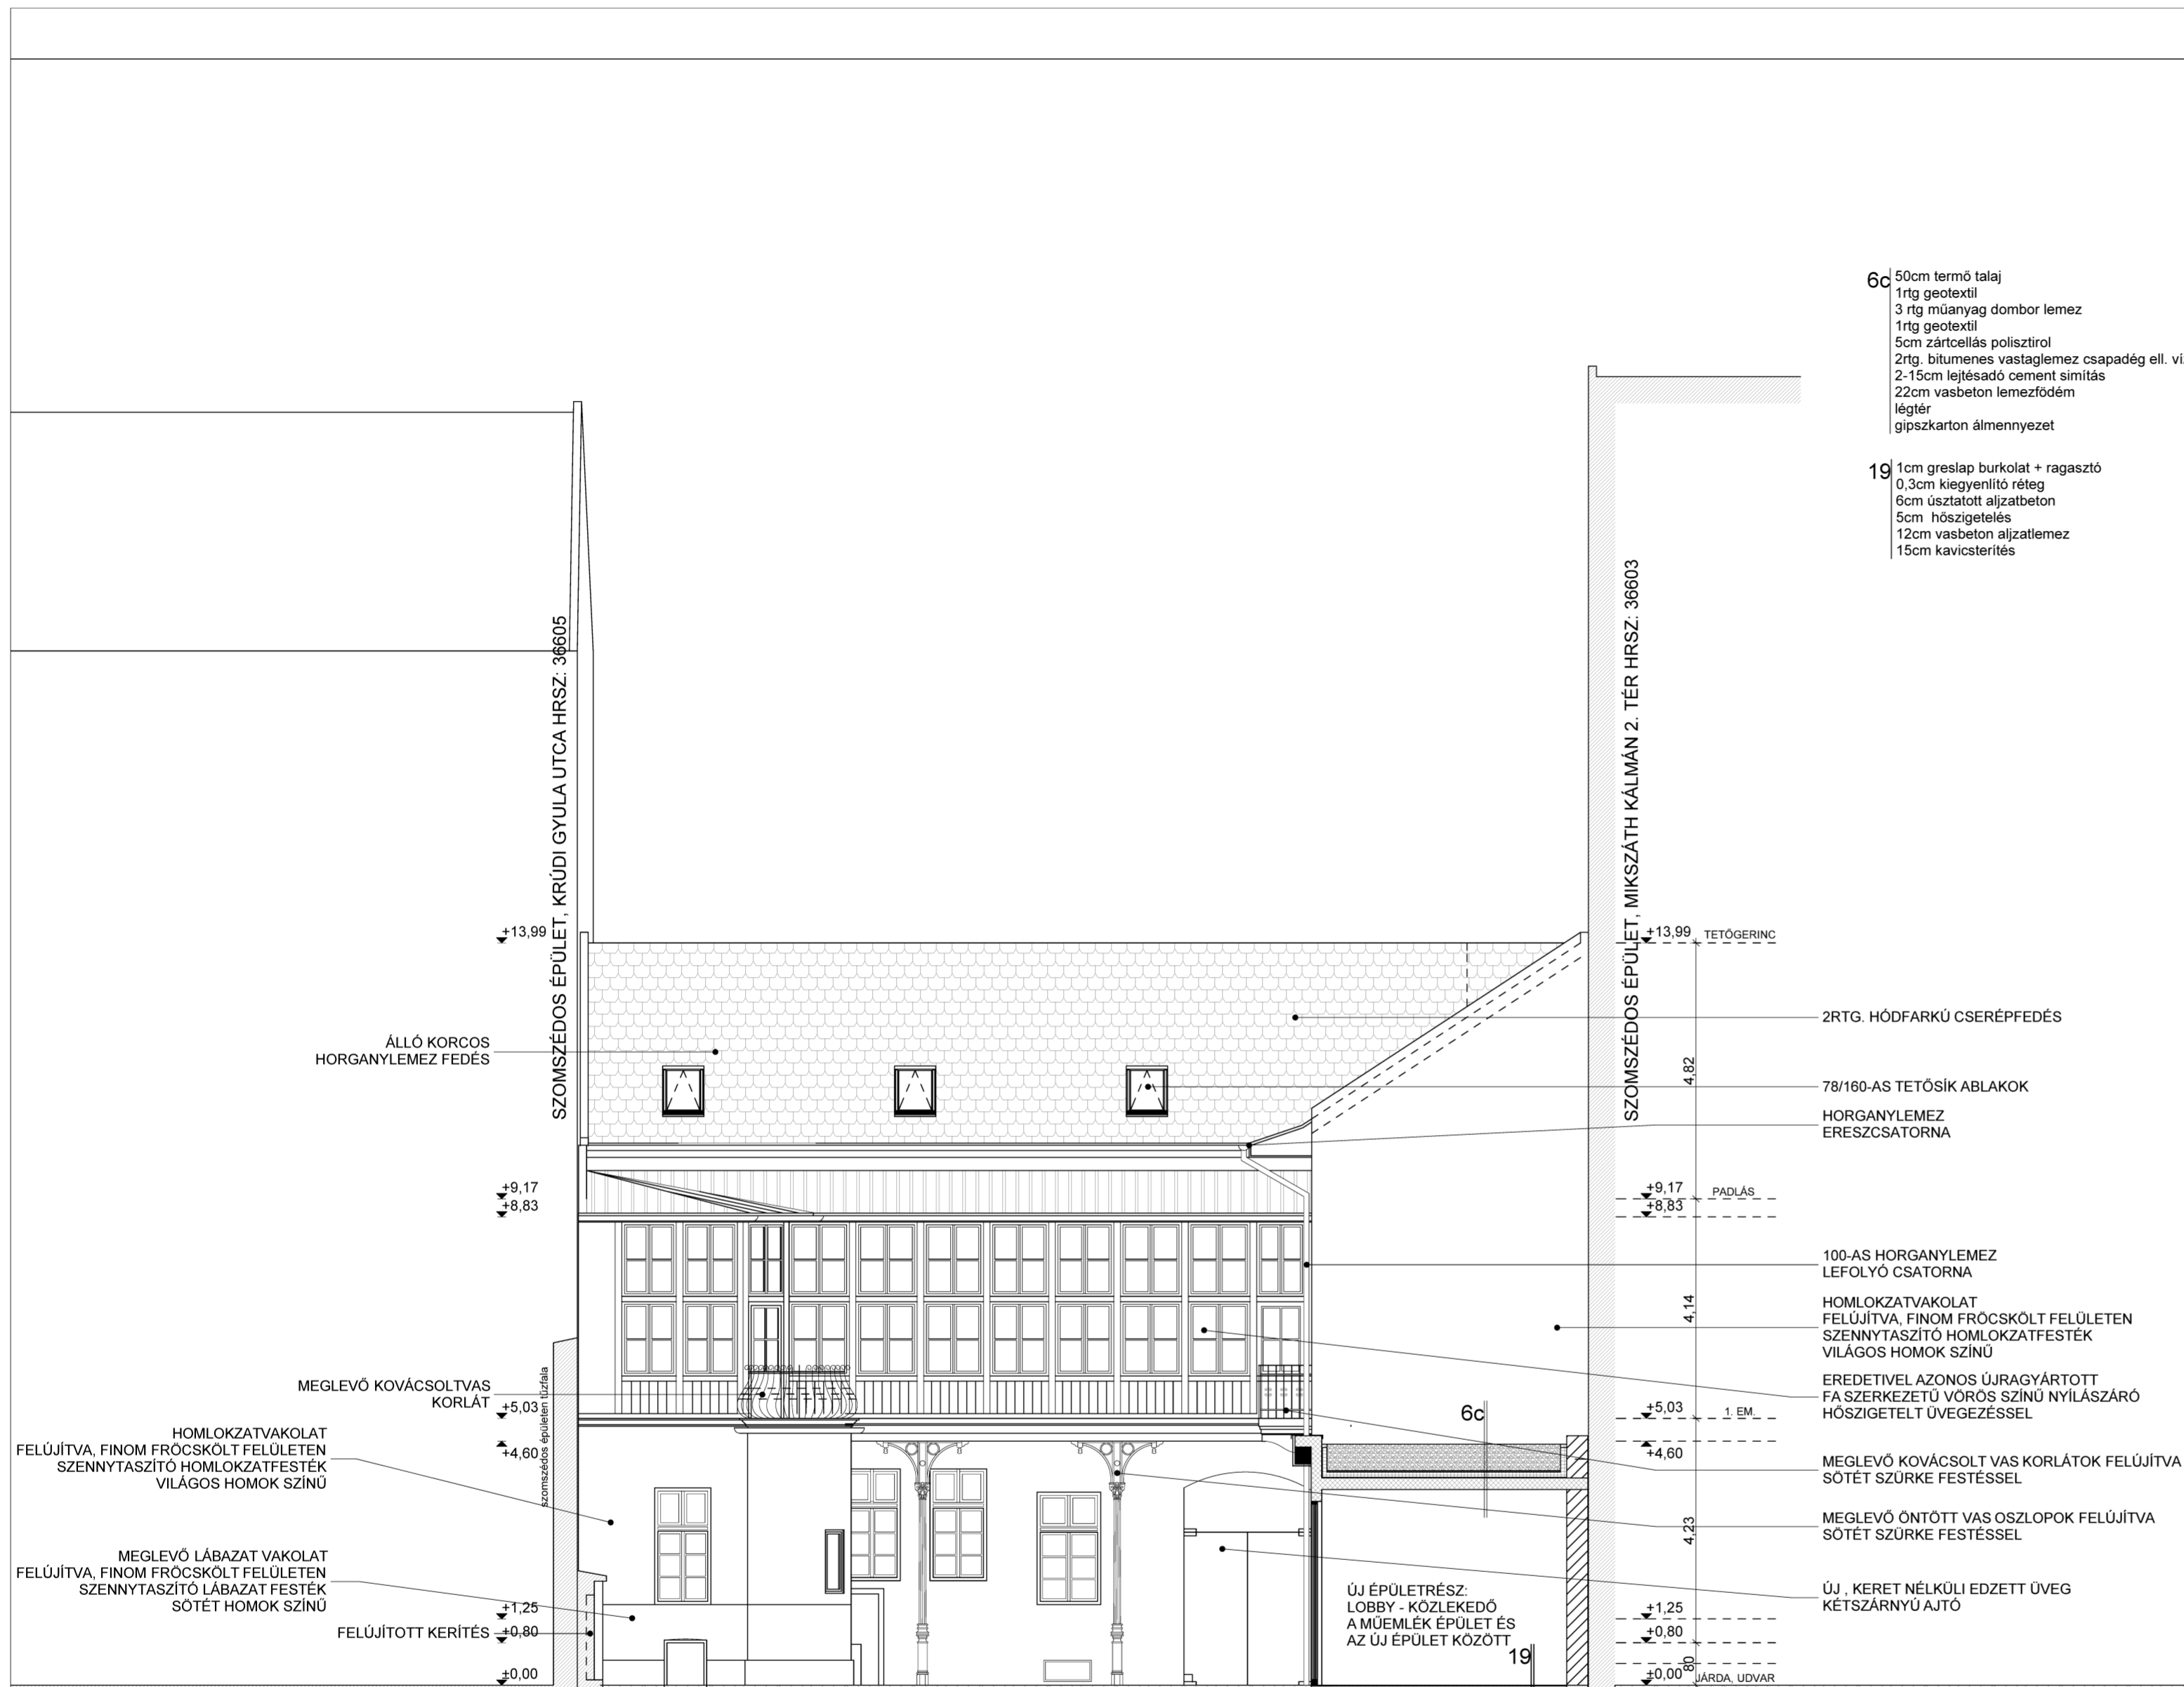 6c
50cm termő talaj
1rtg geotextil
3 rtg műanyag dombor lemez
1rtg geotextil
5cm zártcellás polisztirol
2rtg. bitumenes vastaglemez csapadég ell.
2-15cm lejtésadó cement simítás
22cm vasbeton lemezfödém
légtér
gipszkarton álmennyezet
19
1cm greslap burkolat + ragasztó
0,3cm kiegyenlítő réteg
6cm úsztatott aljzatbeton
5cm hőszigetelés
12cm vasbeton aljzatlemez
15cm kavicsterítés
SZOMSZÉDOS ÉPÜLET, KRÚDI GYULA UTCA HRSZ: 36605
SZOMSZÉDOS ÉPÜLET, MIKSZÁTH KÁLMÁN 2. TÉR HRSZ: 36603
+13,99
ÁLLÓ KORCOS
HORGANYLEMEZ FEDÉS
+9,17
+8,83
MEGLEVŐ KOVÁCSOLTVAS
KORLÁT
+5,03
+4,60
szomszédos épületen tűzfala
HOMLOKZATVAKOLAT
FELÚJÍTVA, FINOM FRÖCSKÖLT FELÜLETEN
SZENNYTASZÍTÓ HOMLOKZATFESTÉK
VILÁGOS HOMOK SZÍNŰ
MEGLEVŐ LÁBAZAT VAKOLAT
FELÚJÍTVA, FINOM FRÖCSKÖLT FELÜLETEN
SZENNYTASZÍTÓ LÁBAZAT FESTÉK
SÖTÉT HOMOK SZÍNŰ
+1,25
FELÚJÍTOTT KERÍTÉS
+0,80
±0,00
6c
ÚJ ÉPÜLETRÉSZ:
LOBBY - KÖZLEKEDŐ
A MŰEMLÉK ÉPÜLET ÉS
AZ ÚJ ÉPÜLET KÖZÖTT
19
+13,99 TETŐGERINC
4,82
+9,17 PADLÁS
+8,83
4,14
+5,03 1. EM.
+4,60
4,23
+1,25
+0,80
80
±0,00 JÁRDA, UDVAR
2RTG. HÓDFARKÚ CSERÉPFEDÉS
78/160-AS TETŐSÍK ABLAKOK
HORGANYLEMEZ
ERESZCSATORNA
100-AS HORGANYLEMEZ
LEFOLYÓ CSATORNA
HOMLOKZATVAKOLAT
FELÚJÍTVA, FINOM FRÖCSKÖLT FELÜLETEN
SZENNYTASZÍTÓ HOMLOKZATFESTÉK
VILÁGOS HOMOK SZÍNŰ
EREDETIVEL AZONOS ÚJRAGYÁRTOTT
FA SZERKEZETŰ VÖRÖS SZÍNŰ NYÍLÁSZÁRÓ
HŐSZIGETELT ÜVEGEZÉSSEL
MEGLEVŐ KOVÁCSOLT VAS KORLÁTOK FELÚJÍTVA
SÖTÉT SZÜRKE FESTÉSSEL
MEGLEVŐ ÖNTÖTT VAS OSZLOPOK FELÚJÍTVA
SÖTÉT SZÜRKE FESTÉSSEL
ÚJ , KERET NÉLKÜLI EDZETT ÜVEG
KÉTSZÁRNYÚ AJTÓ